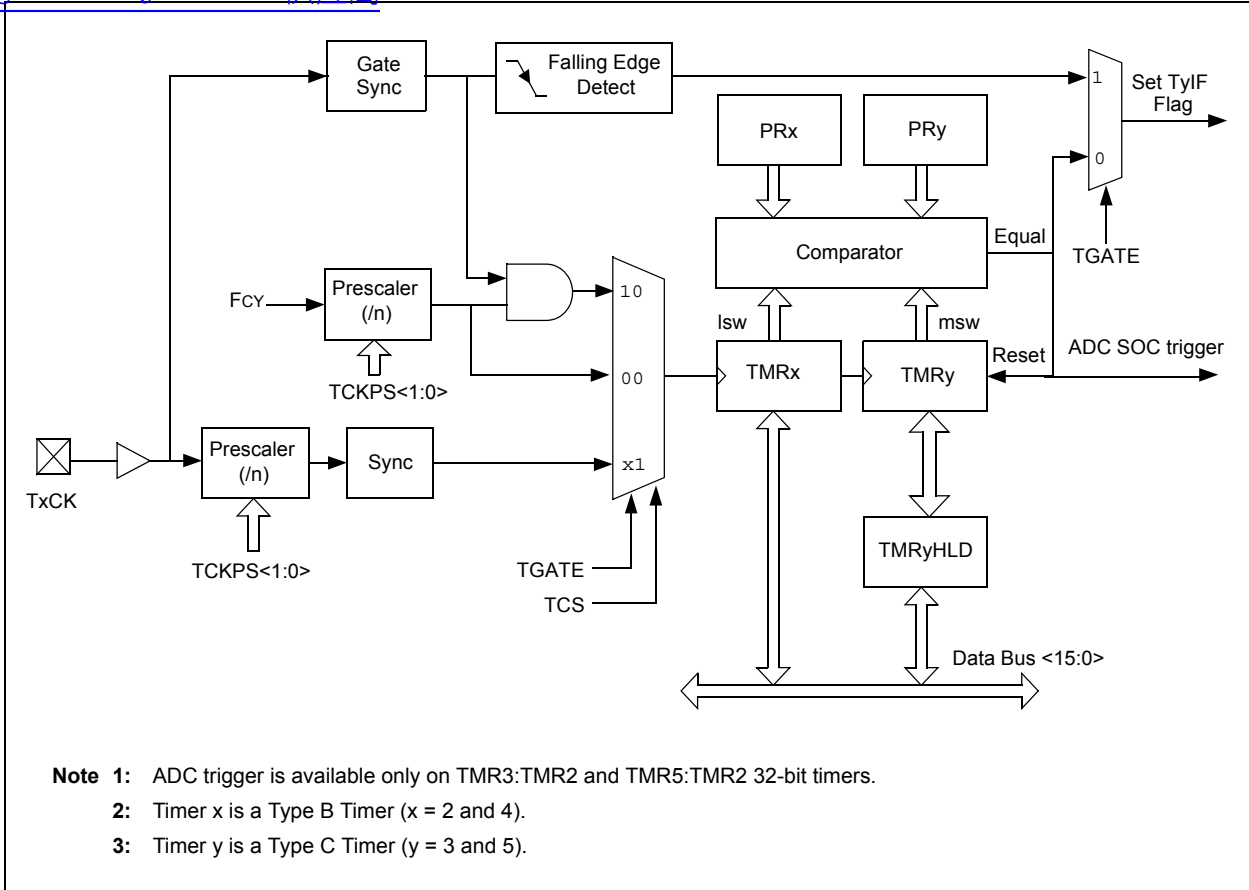 Gate
Sync
Falling Edge
Detect
1
Set TyIF
Flag
PRx
PRy
0
TGATE
Comparator
Equal
FCY
Prescaler
(/n)
10
lsw
msw
TCKPS<1:0>
00
TMRx
TMRy
Reset
ADC SOC trigger
TxCK
Prescaler
(/n)
Sync
x1
TCKPS<1:0>
TGATE
TCS
TMRyHLD
Data Bus <15:0>
Note 1: ADC trigger is available only on TMR3:TMR2 and TMR5:TMR2 32-bit timers.
2: Timer x is a Type B Timer (x = 2 and 4).
3: Timer y is a Type C Timer (y = 3 and 5).